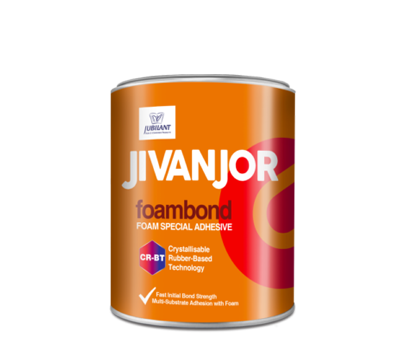 JUBILANT
JIVANJOR
foambond
FOAM SPECIAL ADHESIVE
CR-BT
Crystallisable
Rubber-Based
Technology
Fast Initial Bond Strength
Multi-Substrate Adhesion with Foam